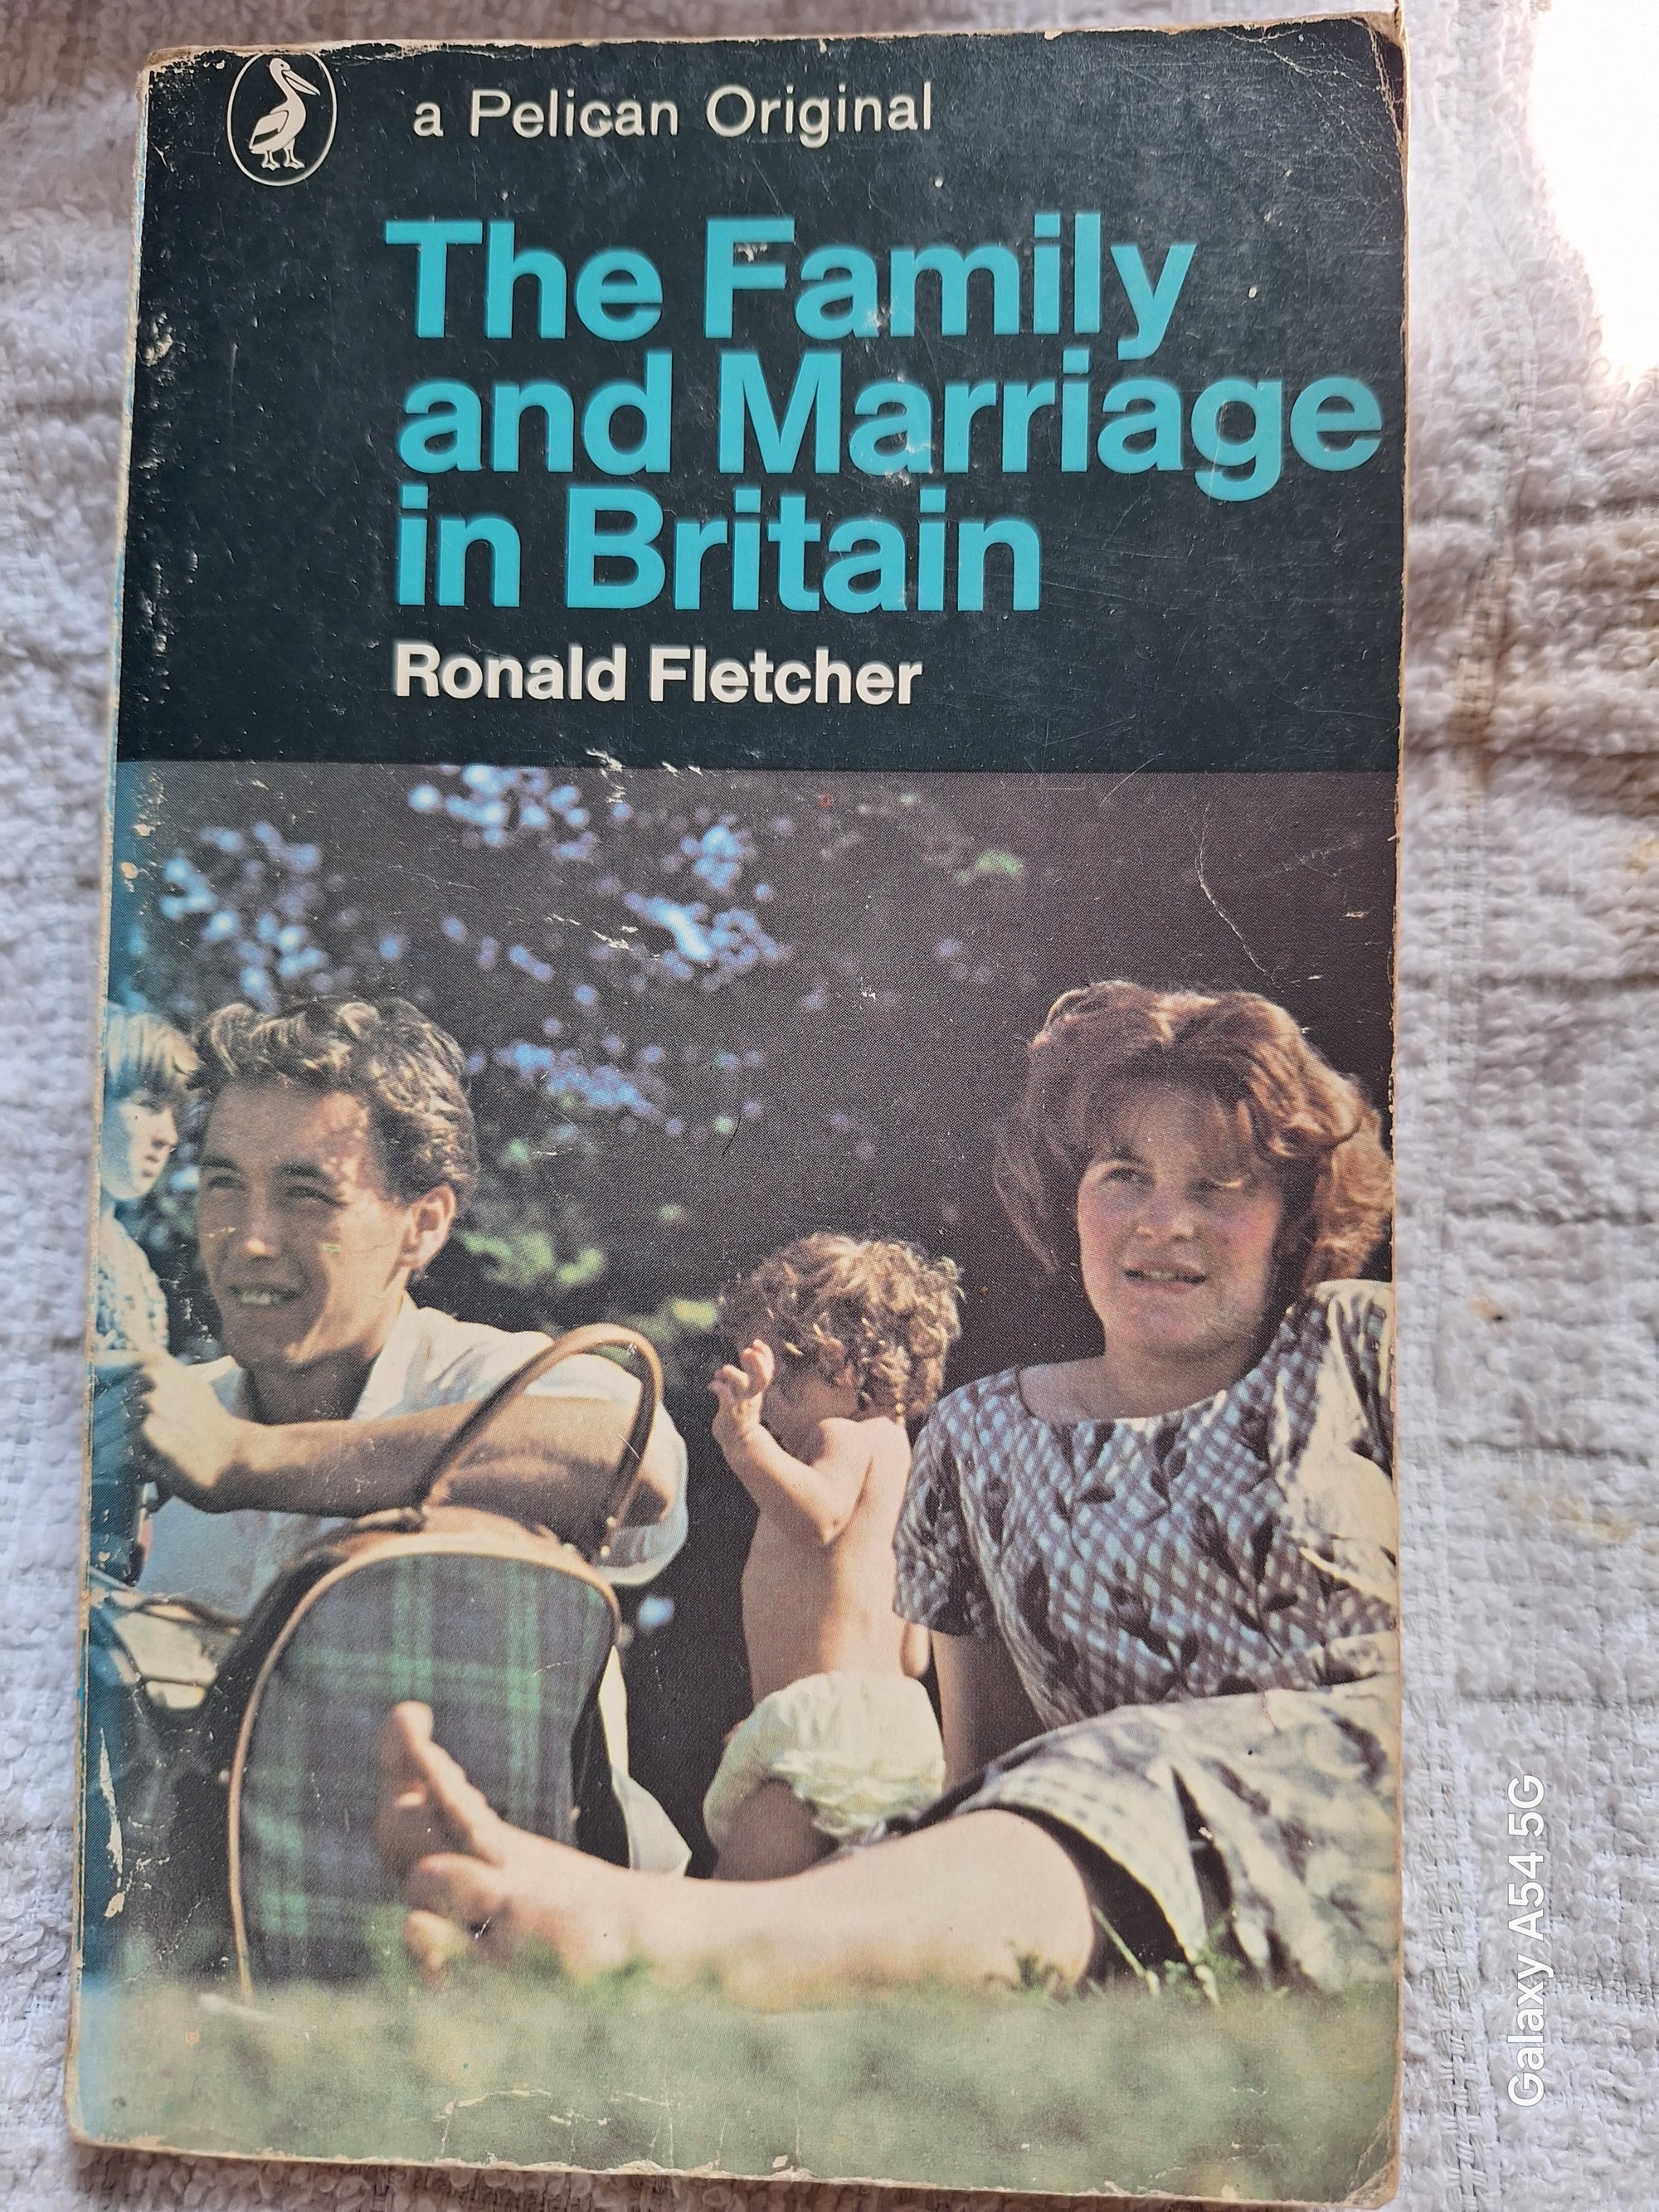 a Pelican Original
The Family
and Marriage
in Britain
Ronald Fletcher
Galaxy A54 5G